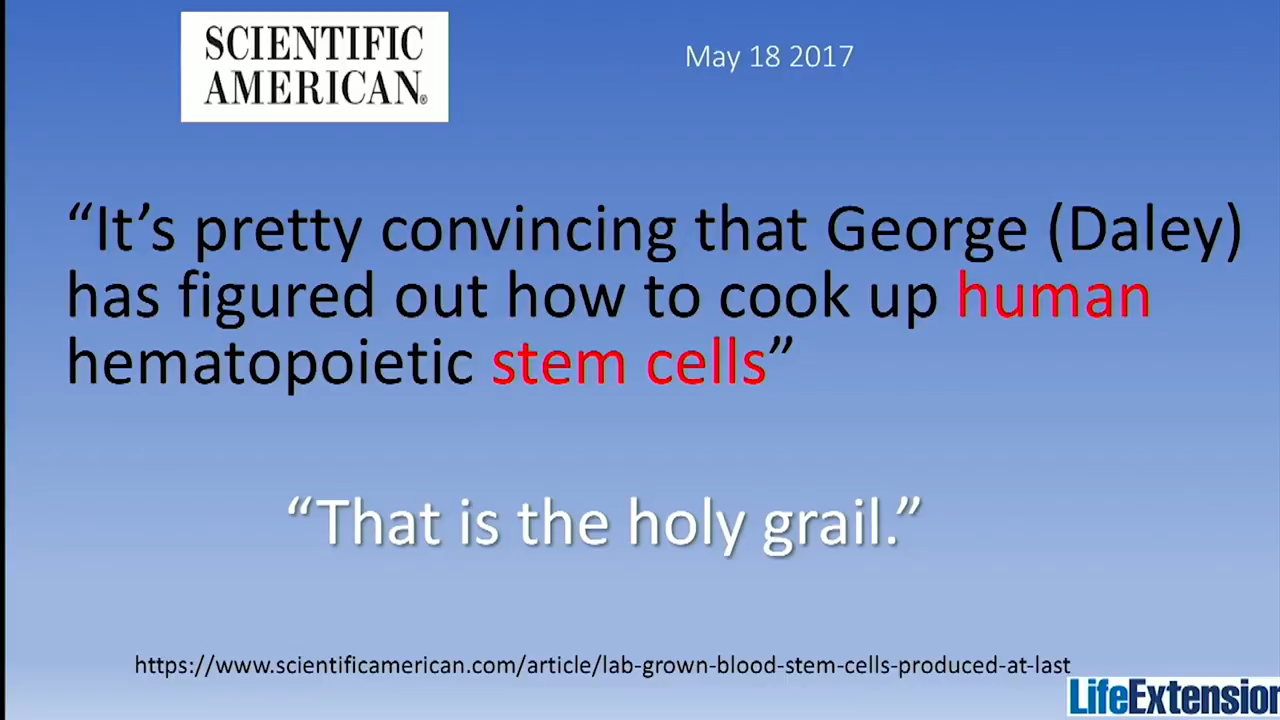 SCIENTIFIC
AMERICAN®
May 18 2017
“It’s pretty convincing that George (Daley)
has figured out how to cook up human
hematopoietic stem cells”
“That is the holy grail.”
https://www.scientificamerican.com/article/lab-grown-blood-stem-cells-produced-at-last
LifeExtension